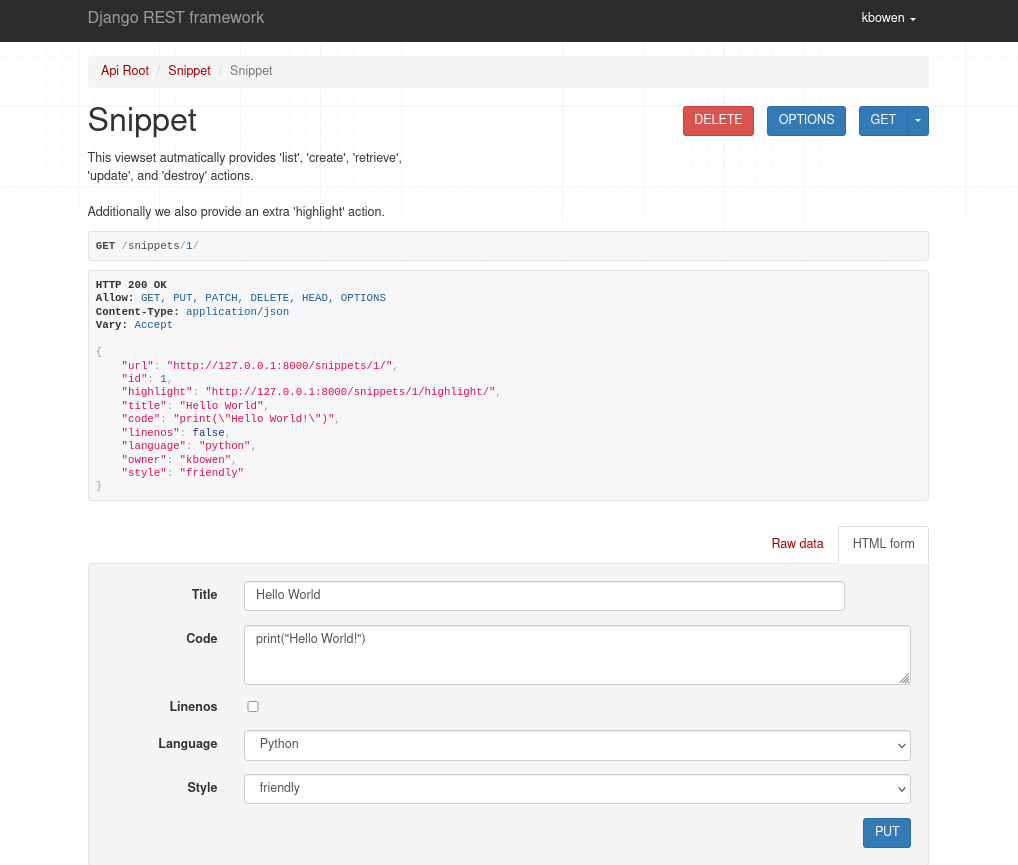 Django REST framework
kbowen
Api Root / Snippet / Snippet
Snippet
DELETE
OPTIONS
GET
This viewset autmatically provides 'list', 'create', 'retrieve',
'update', and 'destroy' actions.
Additionally we also provide an extra 'highlight' action.
GET /snippets/1/
HTTP 200 OK
Allow: GET, PUT, PATCH, DELETE, HEAD, OPTIONS
Content-Type: application/json
Vary: Accept
{
    "url": "http://127.0.0.1:8000/snippets/1/",
    "id": 1,
    "highlight": "http://127.0.0.1:8000/snippets/1/highlight/",
    "title": "Hello World",
    "code": "print(\"Hello World!\")",
    "linenos": false,
    "language": "python",
    "owner": "kbowen",
    "style": "friendly"
}
Raw data
HTML form
Title
Hello World
Code
print("Hello World!")
Linenos
Language
Python
Style
friendly
PUT